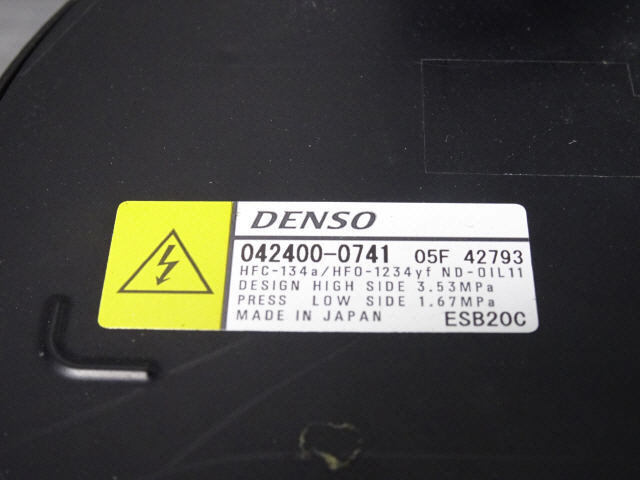 DENSO
042400-0741 05F 42793
HFC-134a/HFO-1234yf ND-OIL11
DESIGN HIGH SIDE 3.53MPa
PRESS LOW SIDE 1.67MPa
MADE IN JAPAN ESB20C